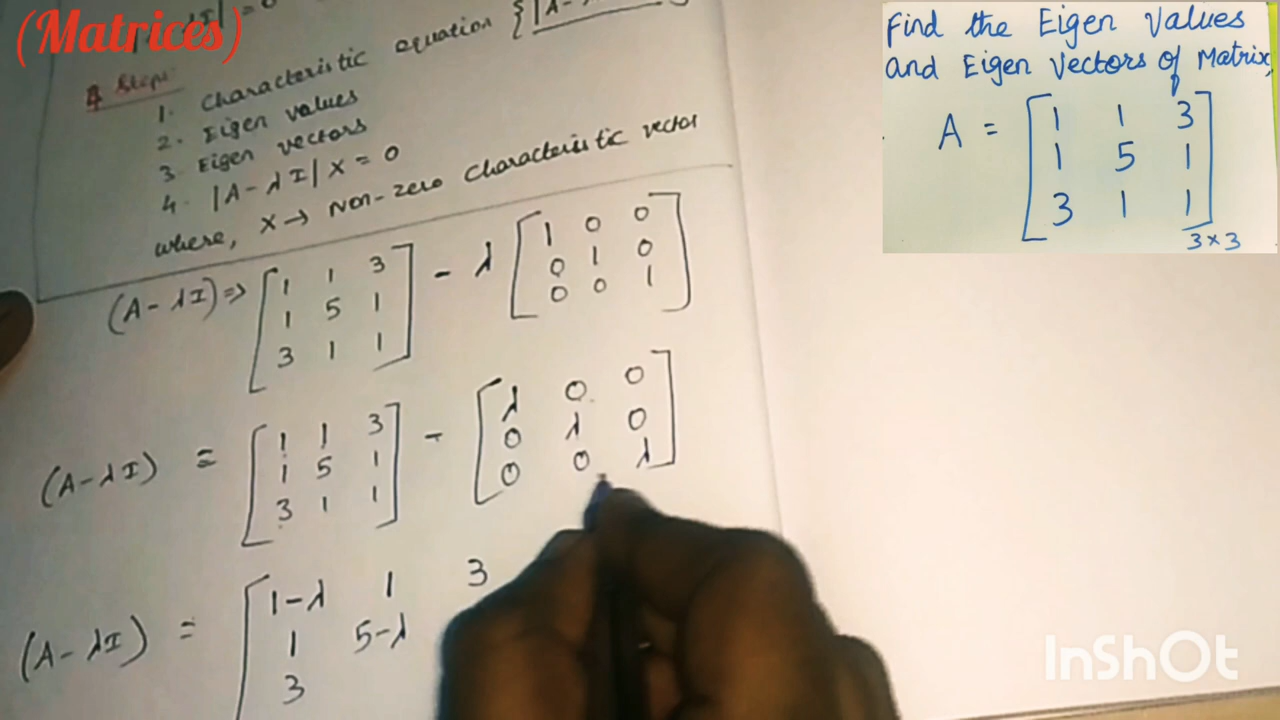 (Matrices)
4 Steps:
1. Characteristic equation {|A-
2. Eigen values
3. Eigen vectors
4. |A-λI| X = 0
where, X → Non-zero characteristic vector
(A-λI) ⇒ [1 1 3] - λ [1 0 0]
[1 5 1] [0 1 0]
[3 1 1] [0 0 1]
(A-λI) = [1 1 3] - [λ 0 0]
[1 5 1] [0 λ 0]
[3 1 1] [0 0 λ]
(A-λI) = [1-λ 1 3
1 5-λ
3
Find the Eigen Values
and Eigen Vectors of Matrix,
A = [1 1 3]
[1 5 1]
[3 1 1]
3×3
InShOt